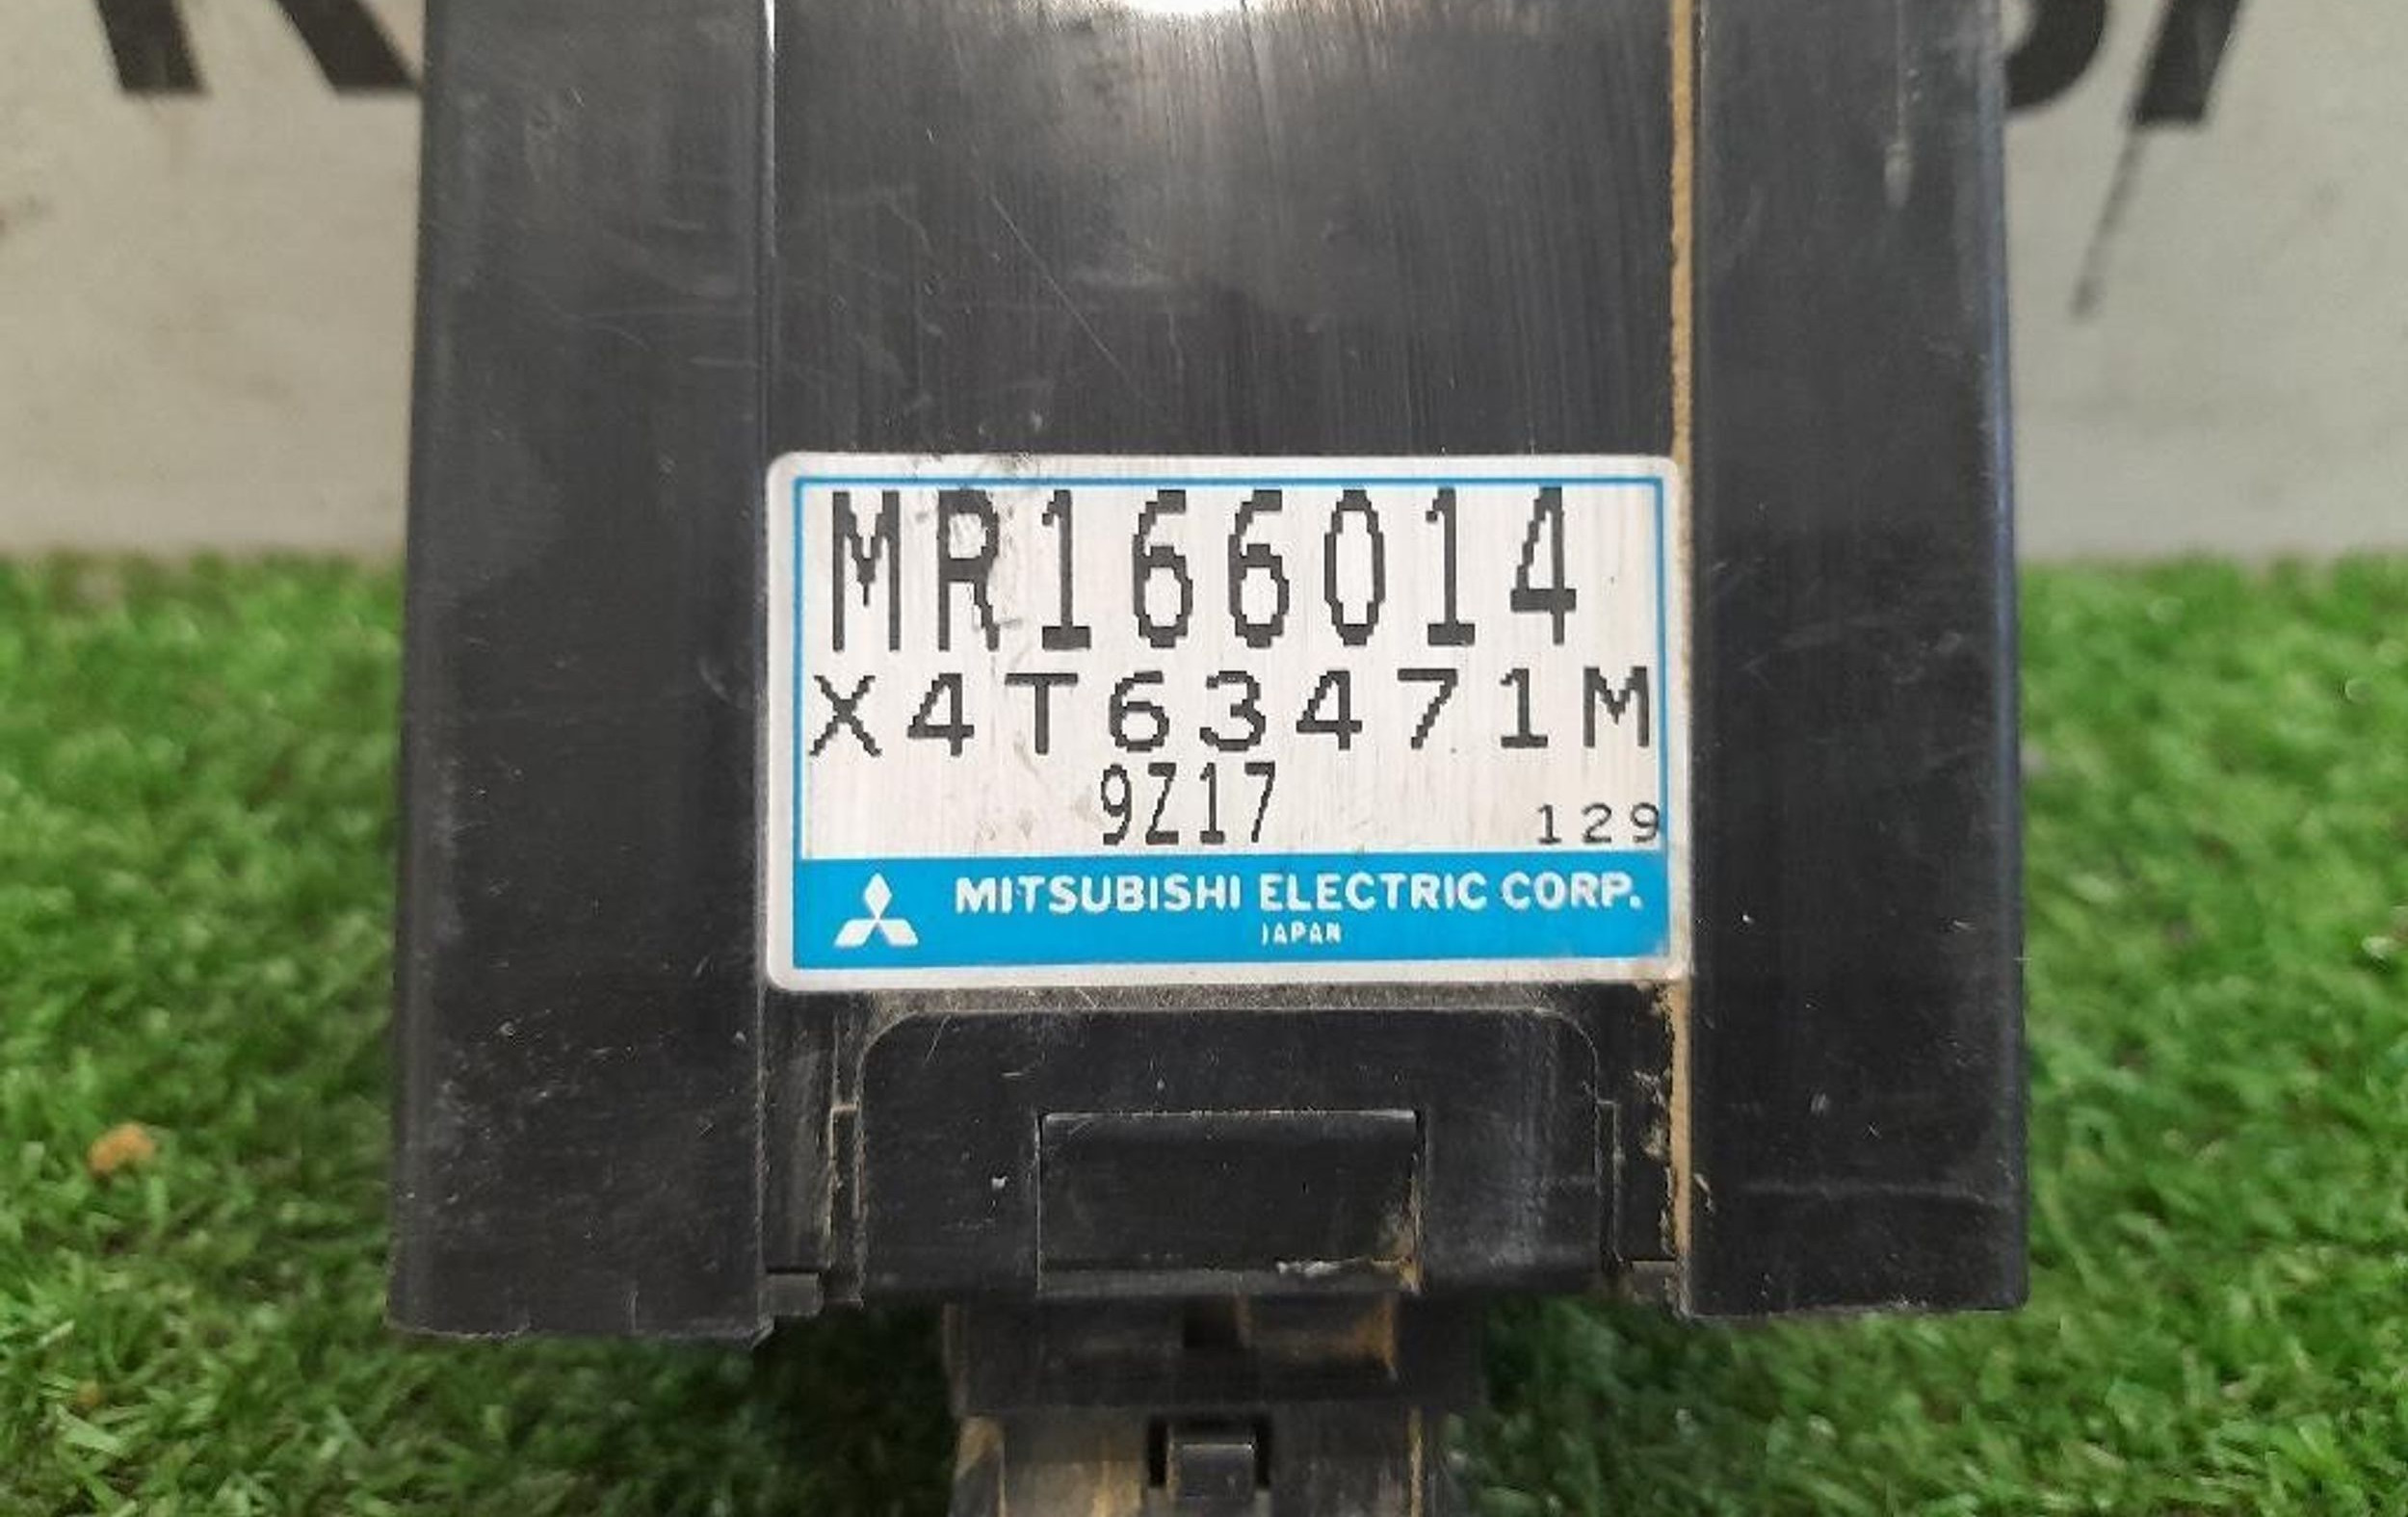 MR166014
X4T63471M
9Z17 129
MITSUBISHI ELECTRIC CORP.
JAPAN